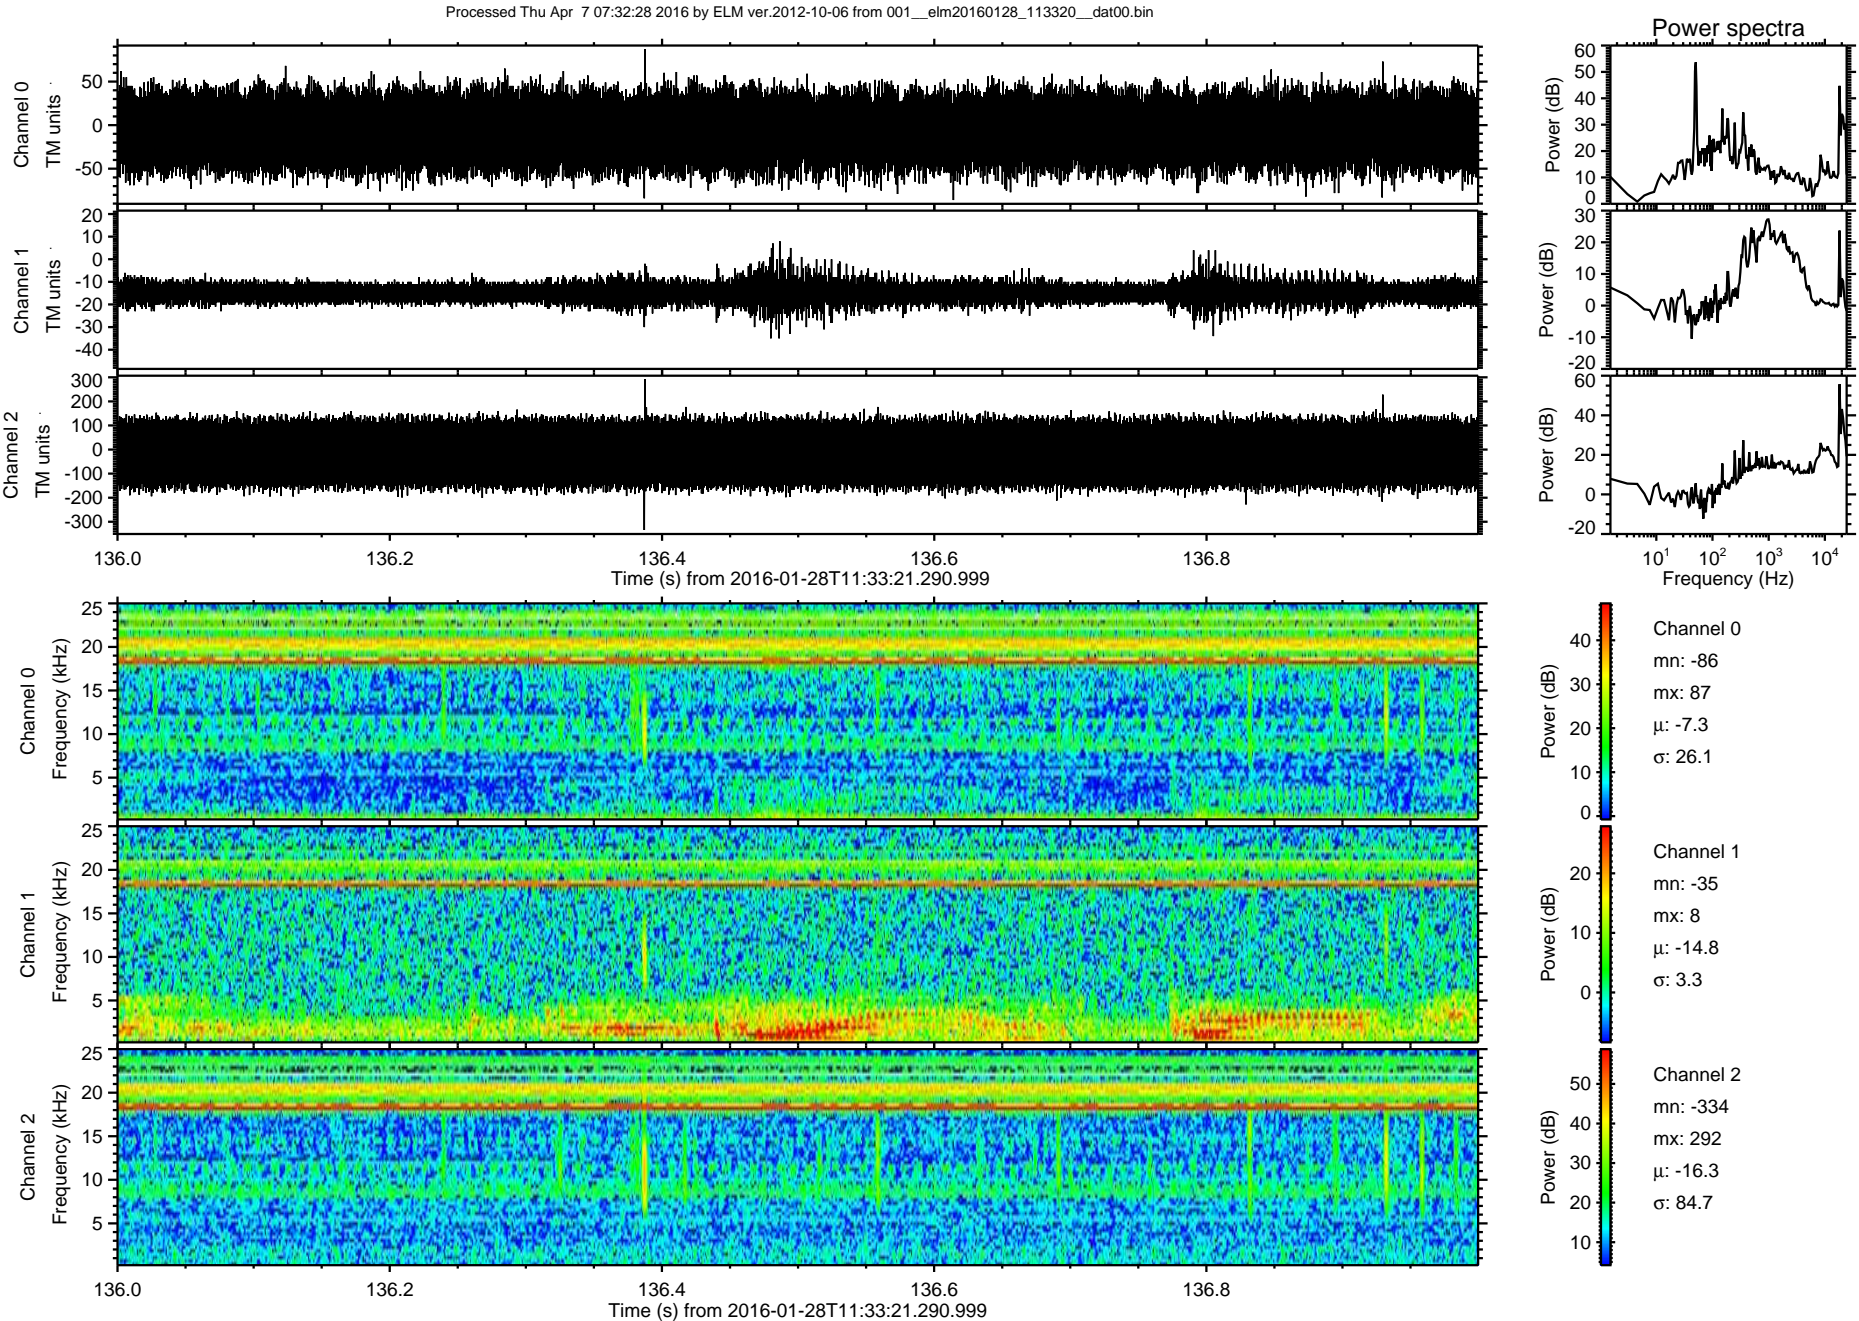 Processed Thu Apr  7 07:32:28 2016 by ELM ver.2012-10-06 from 001__elm20160128_113320__dat00.bin
Power spectra
Channel 0
TM units
50
0
-50
Power (dB)
60
50
40
30
20
10
0
Channel 1
TM units
20
10
0
-10
-20
-30
-40
Power (dB)
30
20
10
0
-10
-20
Channel 2
TM units
300
200
100
0
-100
-200
-300
Power (dB)
60
40
20
0
-20
136.0 136.2 136.4 136.6 136.8
Time (s) from 2016-01-28T11:33:21.290.999
10^1 10^2 10^3 10^4
Frequency (Hz)
Channel 0
Frequency (kHz)
25
20
15
10
5
Power (dB)
40
30
20
10
0
Channel 0
mn: -86
mx: 87
μ: -7.3
σ: 26.1
Channel 1
Frequency (kHz)
25
20
15
10
5
Power (dB)
20
10
0
Channel 1
mn: -35
mx: 8
μ: -14.8
σ: 3.3
Channel 2
Frequency (kHz)
25
20
15
10
5
Power (dB)
50
40
30
20
10
Channel 2
mn: -334
mx: 292
μ: -16.3
σ: 84.7
136.0 136.2 136.4 136.6 136.8
Time (s) from 2016-01-28T11:33:21.290.999